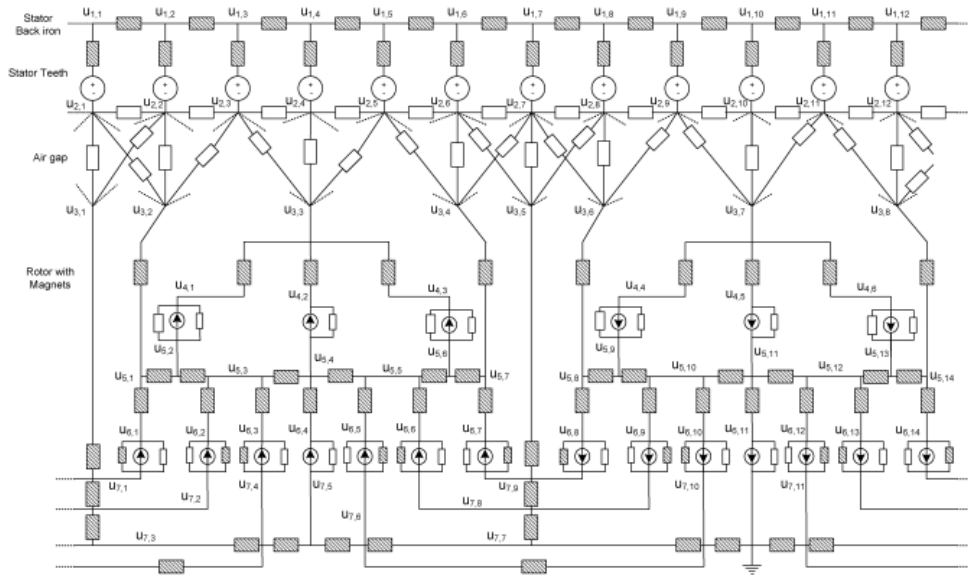 Stator
Back iron
u1,1 u1,2 u1,3 u1,4 u1,5 u1,6 u1,7 u1,8 u1,9 u1,10 u1,11 u1,12
Stator Teeth
u2,1 u2,2 u2,3 u2,4 u2,5 u2,6 u2,7 u2,8 u2,9 u2,10 u2,11 u2,12
Air gap
u3,1 u3,2 u3,3 u3,4 u3,5 u3,6 u3,7 u3,8
Rotor with
Magnets
u4,1 u4,2 u4,3 u4,4 u4,5 u4,6
u5,2 u5,4 u5,6 u5,9 u5,11 u5,13
u5,1 u5,3 u5,5 u5,7 u5,8 u5,10 u5,12 u5,14
u6,1 u6,2 u6,3 u6,4 u6,5 u6,6 u6,7 u6,8 u6,9 u6,10 u6,11 u6,12 u6,13 u6,14
u7,1 u7,2 u7,4 u7,5 u7,8 u7,9 u7,10 u7,11
u7,6
u7,3 u7,7